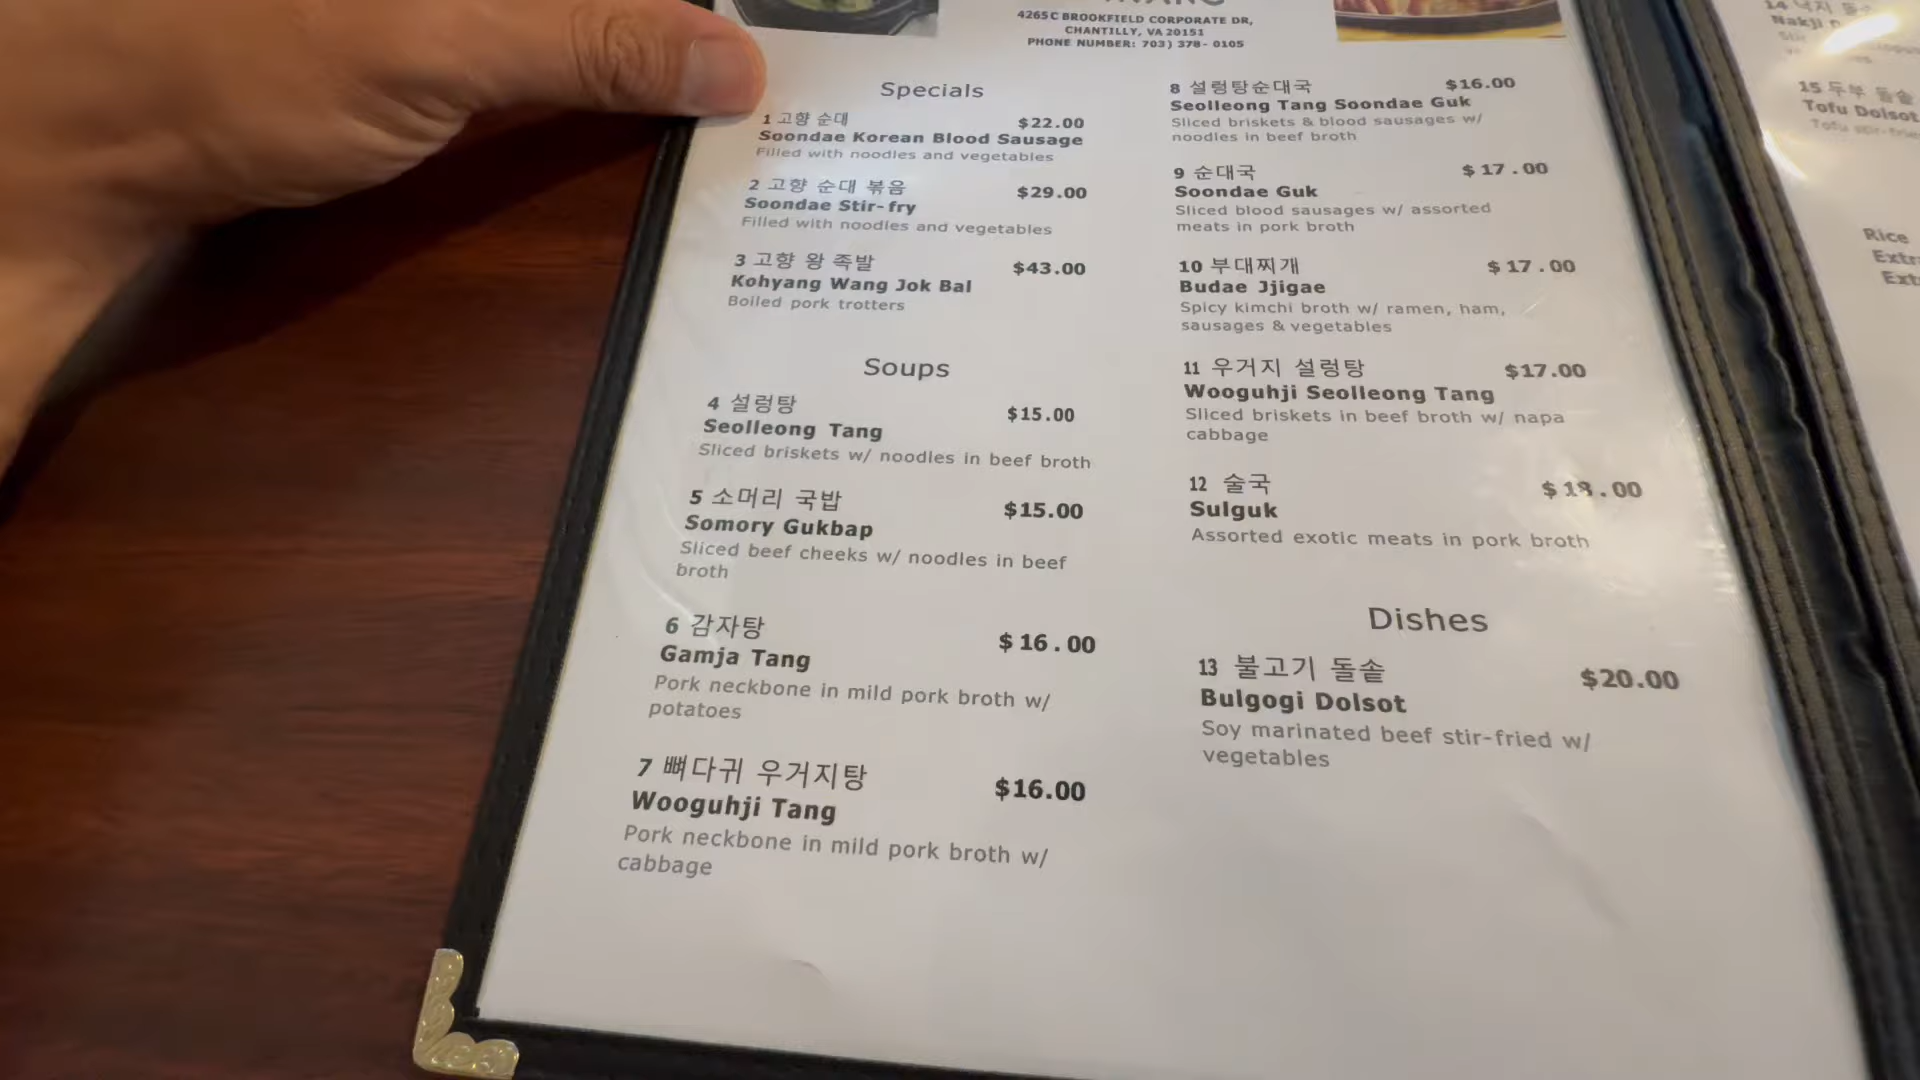 4265C BROOKFIELD CORPORATE DR,
CHANTILLY, VA 20151
PHONE NUMBER: 703) 378- 0105
Specials
1 고향 순대 $22.00
Soondae Korean Blood Sausage
Filled with noodles and vegetables
2 고향 순대 볶음 $29.00
Soondae Stir-fry
Filled with noodles and vegetables
3 고향 왕 족발 $43.00
Kohyang Wang Jok Bal
Boiled pork trotters
Soups
4 설렁탕 $15.00
Seolleong Tang
Sliced briskets w/ noodles in beef broth
5 소머리 국밥 $15.00
Somory Gukbap
Sliced beef cheeks w/ noodles in beef
broth
6 감자탕 $16.00
Gamja Tang
Pork neckbone in mild pork broth w/
potatoes
7 뼈다귀 우거지탕 $16.00
Wooguhji Tang
Pork neckbone in mild pork broth w/
cabbage
8 설렁탕순대국 $16.00
Seolleong Tang Soondae Guk
Sliced briskets & blood sausages w/
noodles in beef broth
9 순대국 $17.00
Soondae Guk
Sliced blood sausages w/ assorted
meats in pork broth
10 부대찌개 $17.00
Budae Jjigae
Spicy kimchi broth w/ ramen, ham,
sausages & vegetables
11 우거지 설렁탕 $17.00
Wooguhji Seolleong Tang
Sliced briskets in beef broth w/ napa
cabbage
12 술국
Sulguk
Assorted exotic meats in pork broth
Dishes
13 불고기 돌솥 $20.00
Bulgogi Dolsot
Soy marinated beef stir-fried w/
vegetables
14 낙지
Nakji
15 두부 돌솥
Tofu Dolsot
Tofu stir-fried
Rice